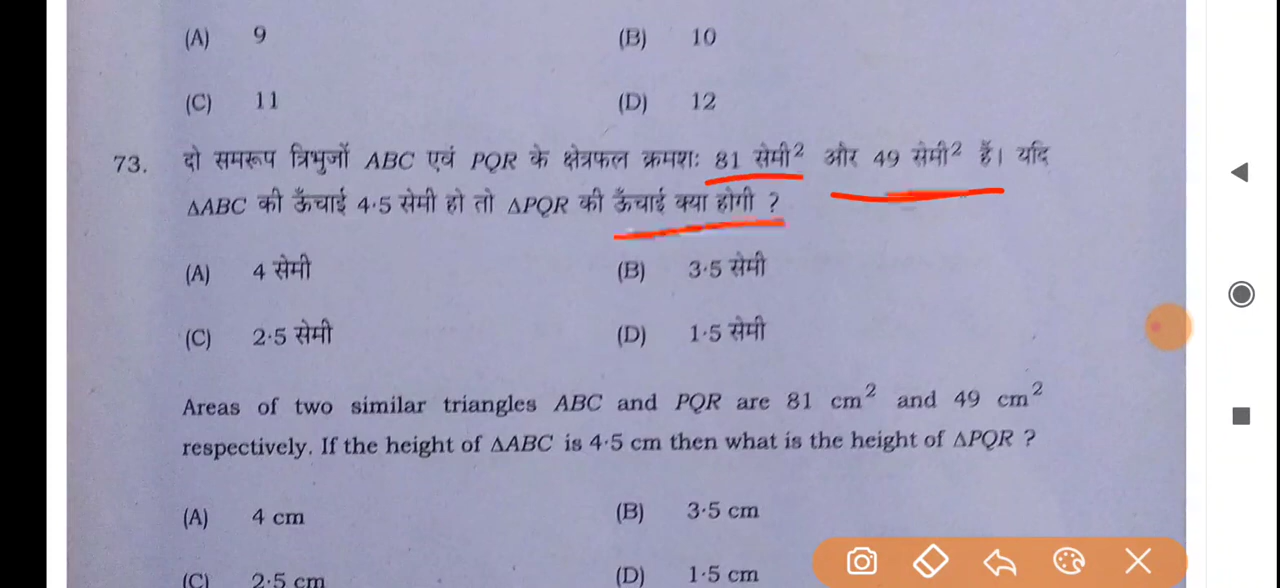 (A) 9 (B) 10
(C) 11 (D) 12
73. दो समरूप त्रिभुजों ABC एवं PQR के क्षेत्रफल क्रमशः 81 सेमी² और 49 सेमी² हैं। यदि
ΔABC की ऊँचाई 4·5 सेमी हो तो ΔPQR की ऊँचाई क्या होगी ?
(A) 4 सेमी (B) 3·5 सेमी
(C) 2·5 सेमी (D) 1·5 सेमी
Areas of two similar triangles ABC and PQR are 81 cm² and 49 cm²
respectively. If the height of ΔABC is 4·5 cm then what is the height of ΔPQR ?
(A) 4 cm (B) 3·5 cm
(C) 2·5 cm (D) 1·5 cm